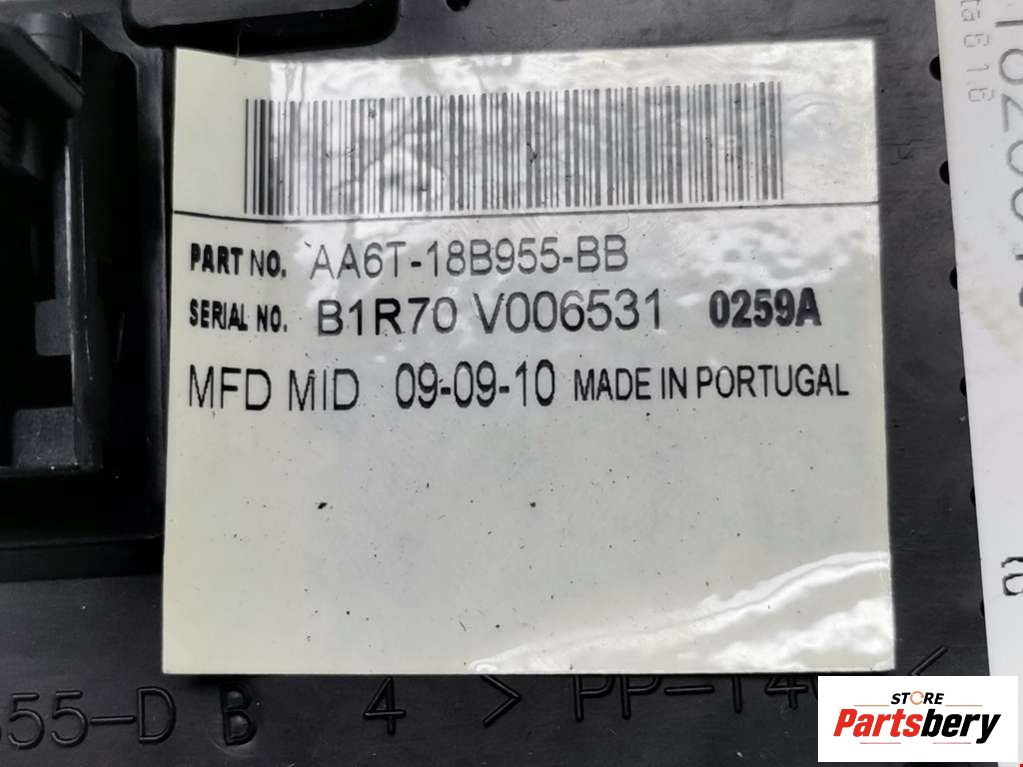 PART NO. AA6T-18B955-BB
SERIAL NO. B1R70 V006531 0259A
MFD MID 09-09-10 MADE IN PORTUGAL
55-D B 4 > PP-T4
STORE
Partsbery